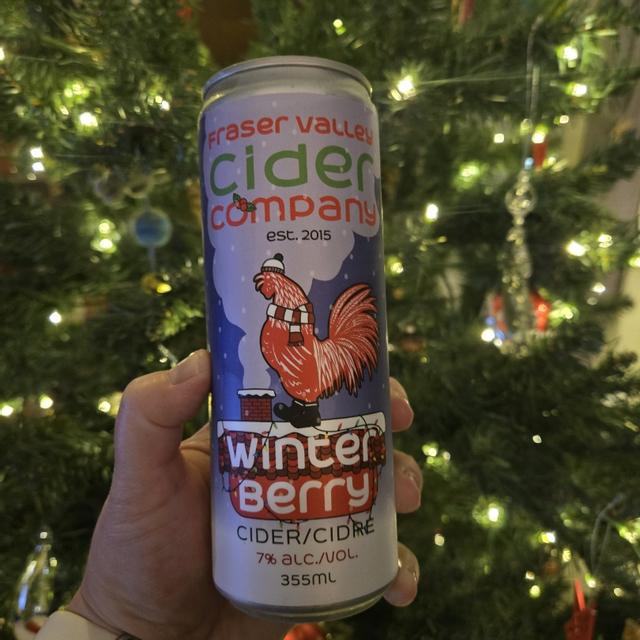 Fraser Valley
Cider
Company
est. 2015
Winter
Berry
CIDER/CIDRE
7% alc./vol.
355ml